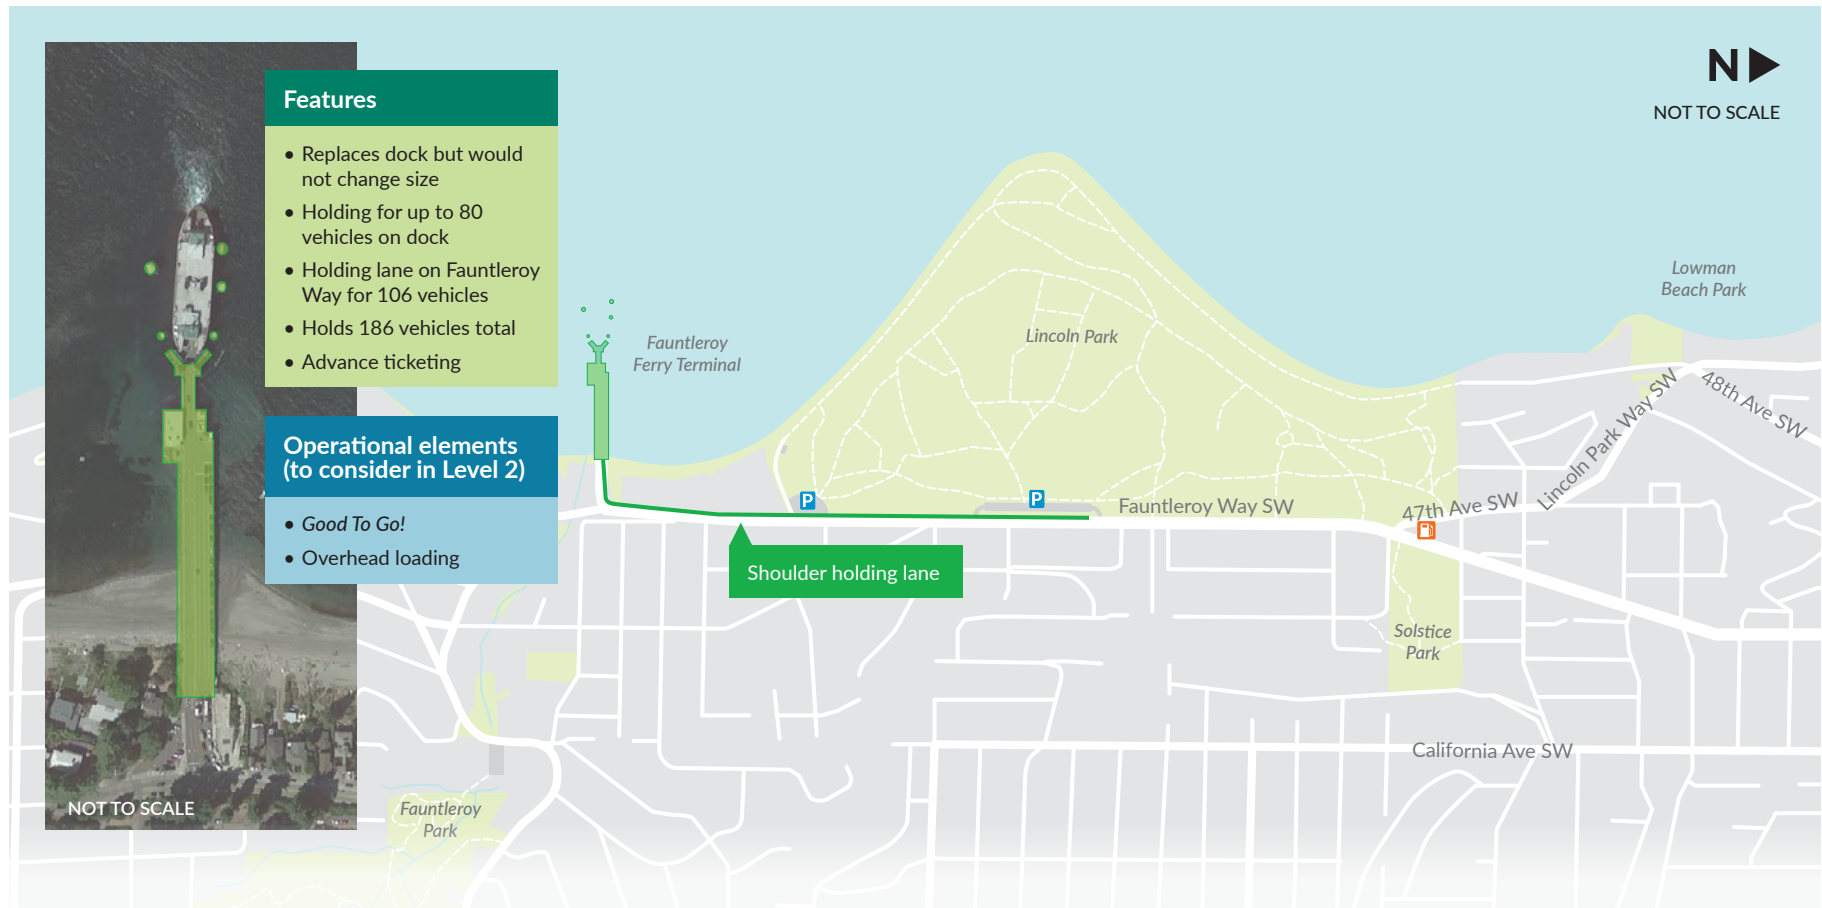 Features
• Replaces dock but would
not change size
• Holding for up to 80
vehicles on dock
• Holding lane on Fauntleroy
Way for 106 vehicles
• Holds 186 vehicles total
• Advance ticketing
Operational elements
(to consider in Level 2)
• Good To Go!
• Overhead loading
NOT TO SCALE
N
NOT TO SCALE
Fauntleroy
Ferry Terminal
Lincoln Park
Lowman
Beach Park
48th Ave SW
Lincoln Park Way SW
47th Ave SW
Fauntleroy Way SW
P
P
Shoulder holding lane
Solstice
Park
California Ave SW
Fauntleroy
Park